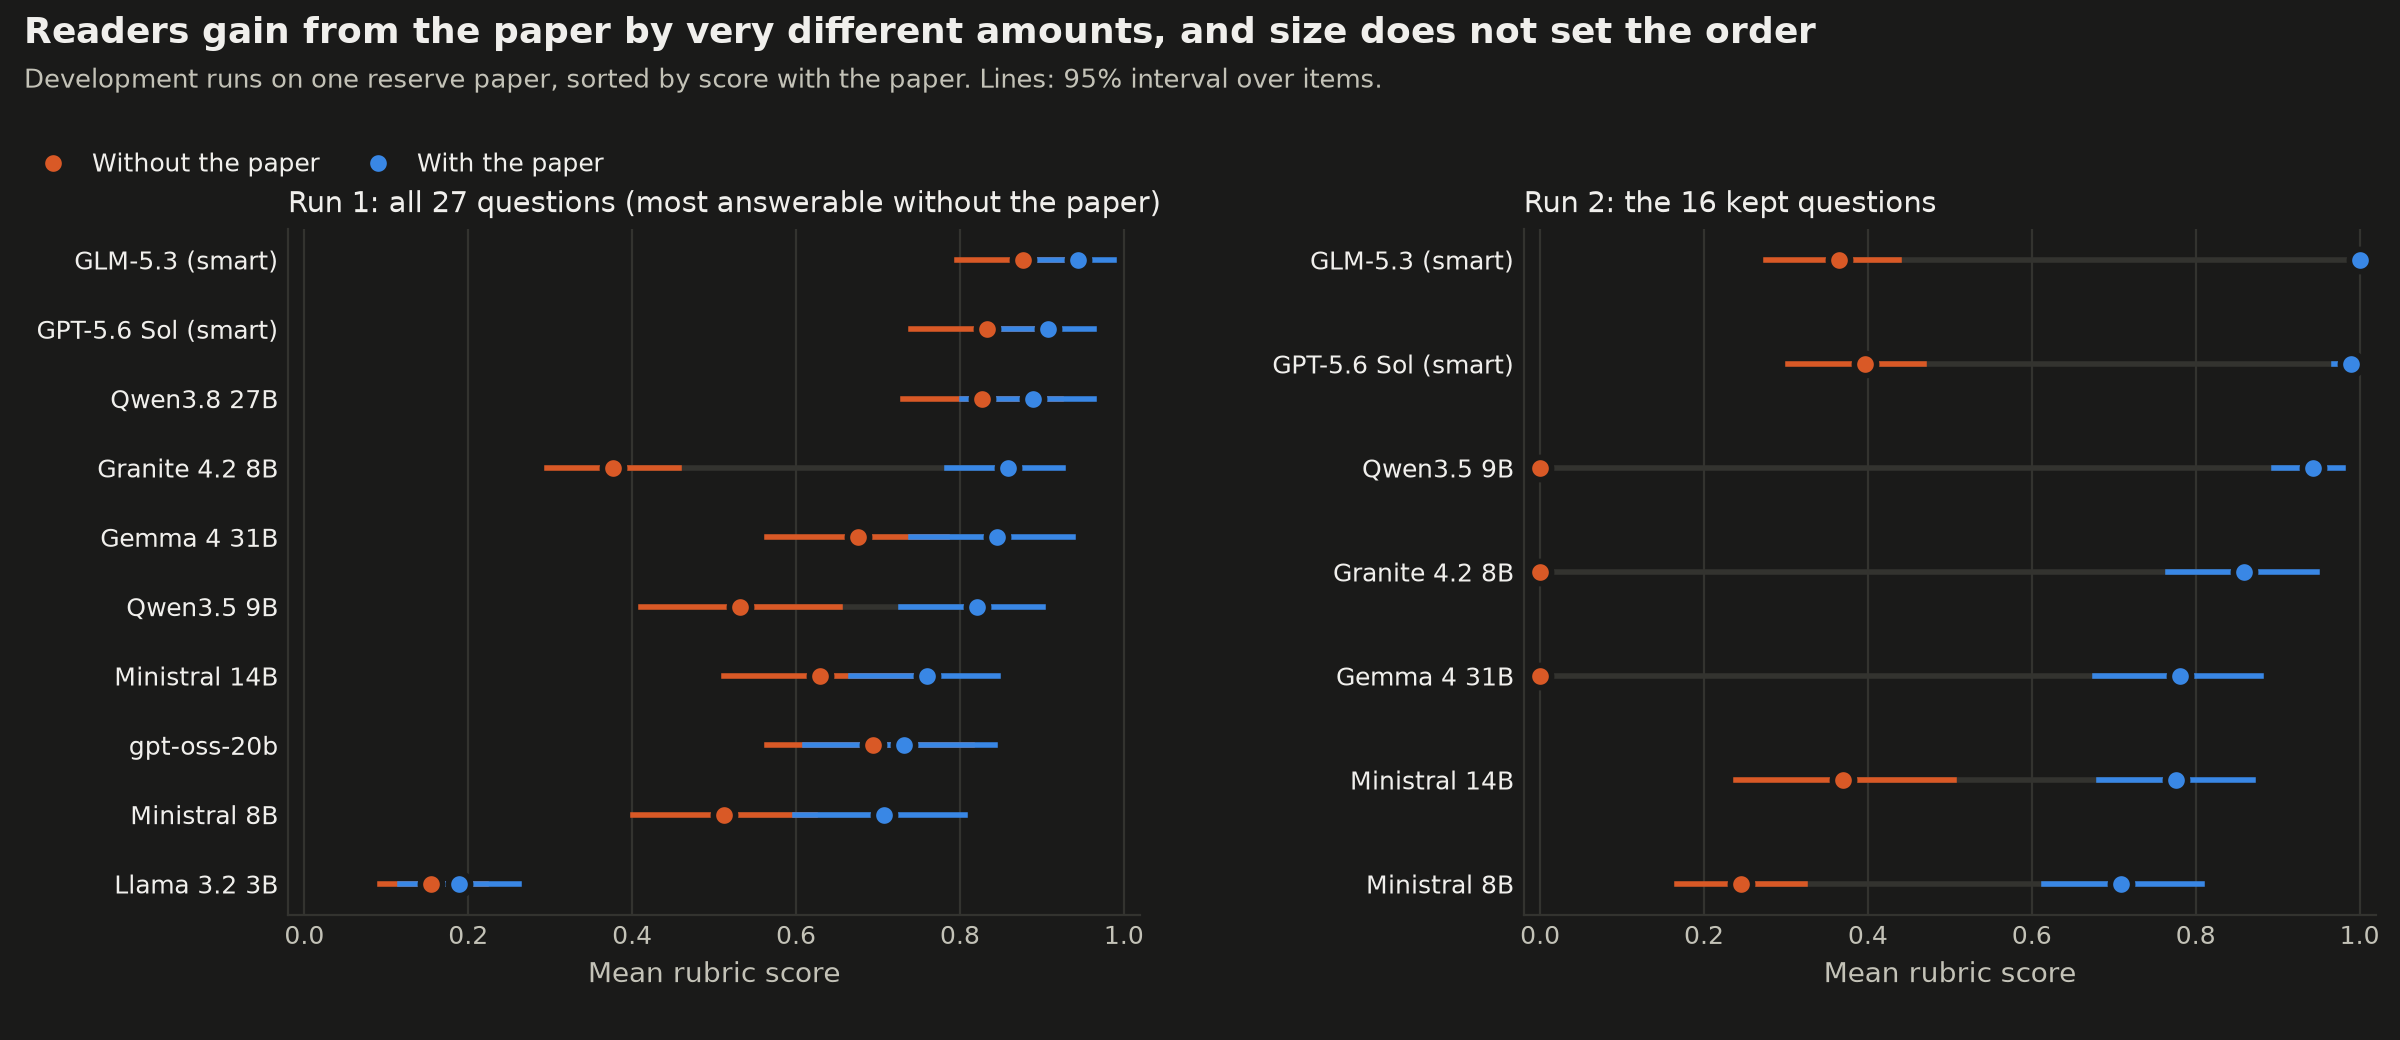 Readers gain from the paper by very different amounts, and size does not set the order
Development runs on one reserve paper, sorted by score with the paper. Lines: 95% interval over items.
Without the paper
With the paper
Run 1: all 27 questions (most answerable without the paper)
GLM-5.3 (smart)
GPT-5.6 Sol (smart)
Qwen3.8 27B
Granite 4.2 8B
Gemma 4 31B
Qwen3.5 9B
Ministral 14B
gpt-oss-20b
Ministral 8B
Llama 3.2 3B
0.0 0.2 0.4 0.6 0.8 1.0
Mean rubric score
Run 2: the 16 kept questions
GLM-5.3 (smart)
GPT-5.6 Sol (smart)
Qwen3.5 9B
Granite 4.2 8B
Gemma 4 31B
Ministral 14B
Ministral 8B
0.0 0.2 0.4 0.6 0.8 1.0
Mean rubric score